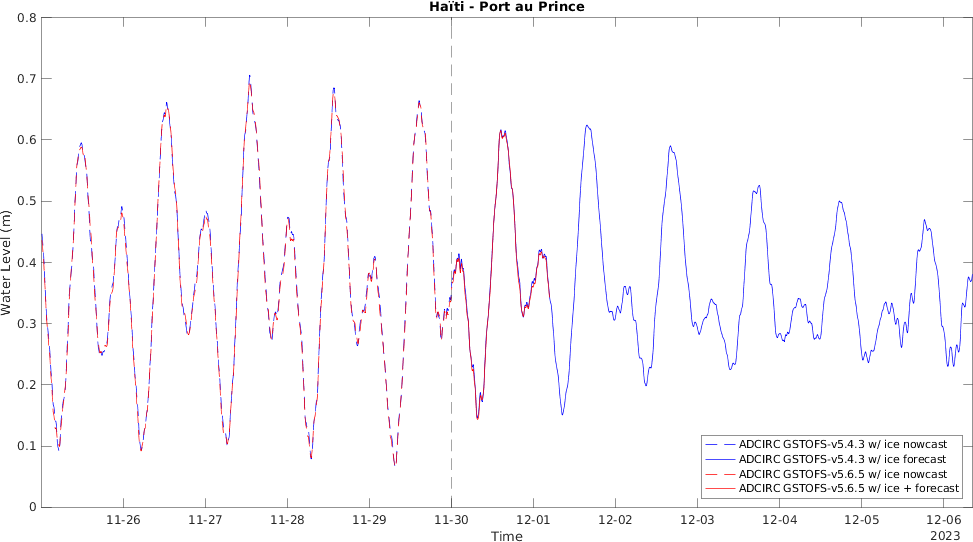 Haïti - Port au Prince
0.8
0.7
0.6
0.5
0.4
0.3
0.2
0.1
0
Water Level (m)
11-26 11-27 11-28 11-29 11-30 12-01 12-02 12-03 12-04 12-05 12-06
Time
2023
ADCIRC GSTOFS-v5.4.3 w/ ice nowcast
ADCIRC GSTOFS-v5.4.3 w/ ice forecast
ADCIRC GSTOFS-v5.6.5 w/ ice nowcast
ADCIRC GSTOFS-v5.6.5 w/ ice + forecast